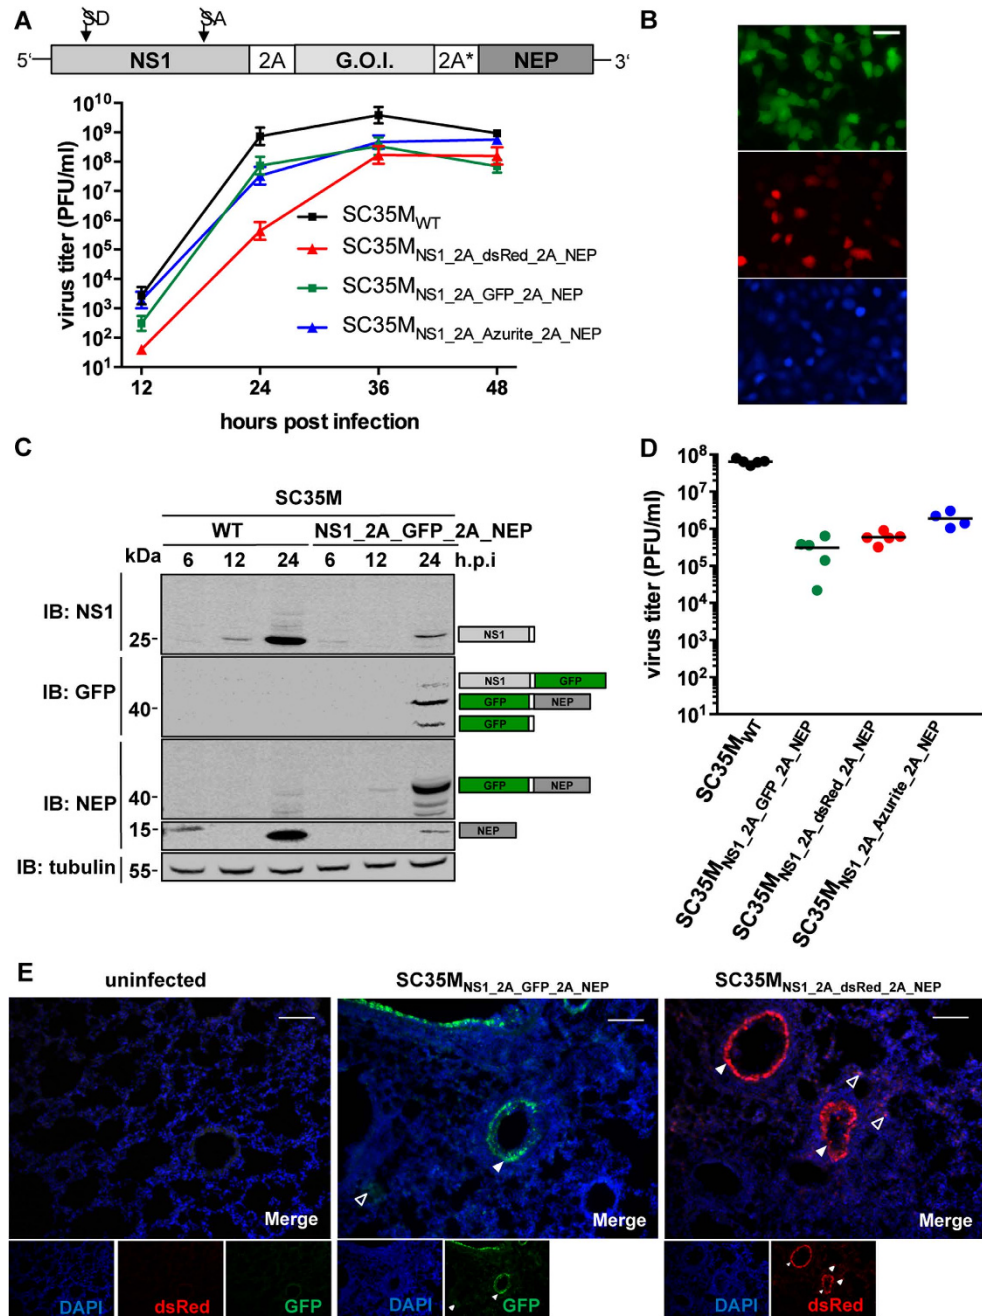 A
SD SA
5‘ NS1 2A G.O.I. 2A* NEP 3‘
virus titer (PFU/ml)
10^10
10^9
10^8
10^7
10^6
10^5
10^4
10^3
10^2
10^1
12 24 36 48
hours post infection
SC35M_WT
SC35M_NS1_2A_dsRed_2A_NEP
SC35M_NS1_2A_GFP_2A_NEP
SC35M_NS1_2A_Azurite_2A_NEP
B
C
SC35M
WT NS1_2A_GFP_2A_NEP
kDa 6 12 24 6 12 24 h.p.i
IB: NS1 25- NS1
IB: GFP 40-
NS1 GFP
GFP NEP
GFP
IB: NEP 40- GFP NEP
15- NEP
IB: tubulin 55-
D
virus titer (PFU/ml)
10^8
10^7
10^6
10^5
10^4
10^3
10^2
10^1
SC35M_WT
SC35M_NS1_2A_GFP_2A_NEP
SC35M_NS1_2A_dsRed_2A_NEP
SC35M_NS1_2A_Azurite_2A_NEP
E
uninfected
SC35M_NS1_2A_GFP_2A_NEP
SC35M_NS1_2A_dsRed_2A_NEP
Merge Merge Merge
DAPI dsRed GFP DAPI GFP DAPI dsRed